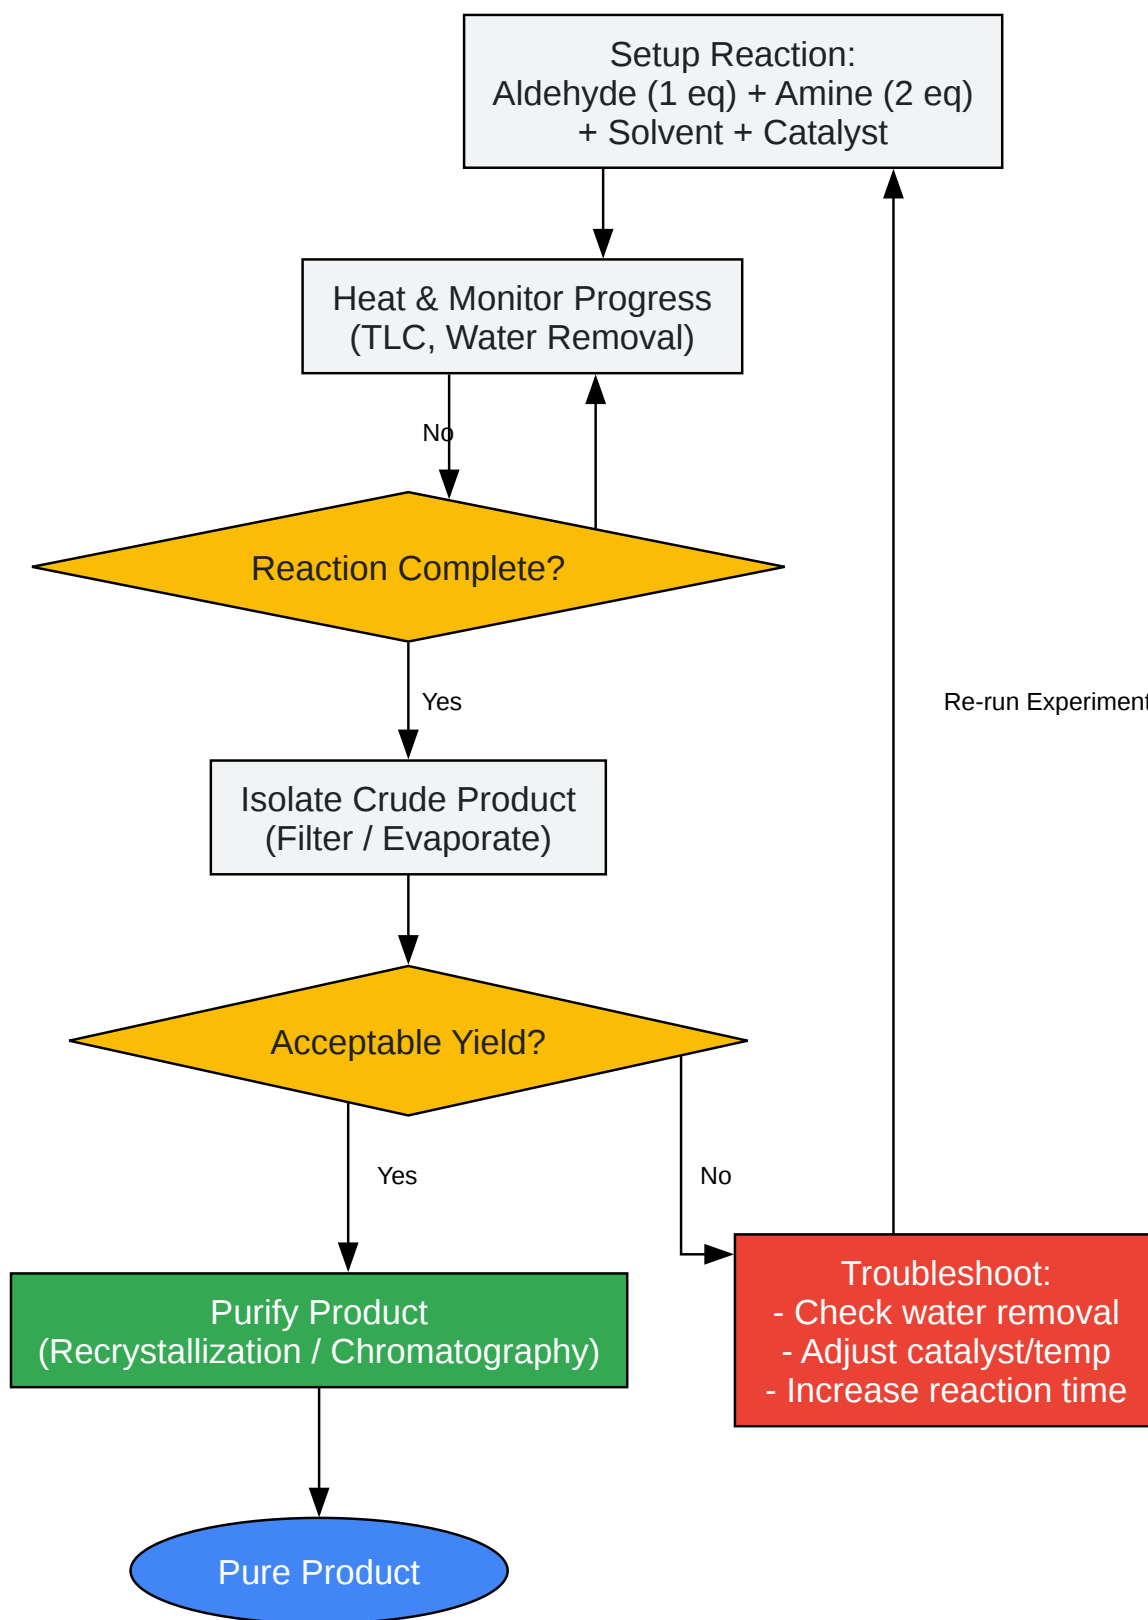 Setup Reaction:
Aldehyde (1 eq) + Amine (2 eq)
+ Solvent + Catalyst
Heat & Monitor Progress
(TLC, Water Removal)
No
Reaction Complete?
Yes
Re-run Experiment
Isolate Crude Product
(Filter / Evaporate)
Acceptable Yield?
Yes
No
Purify Product
(Recrystallization / Chromatography)
Troubleshoot:
- Check water removal
- Adjust catalyst/temp
- Increase reaction time
Pure Product